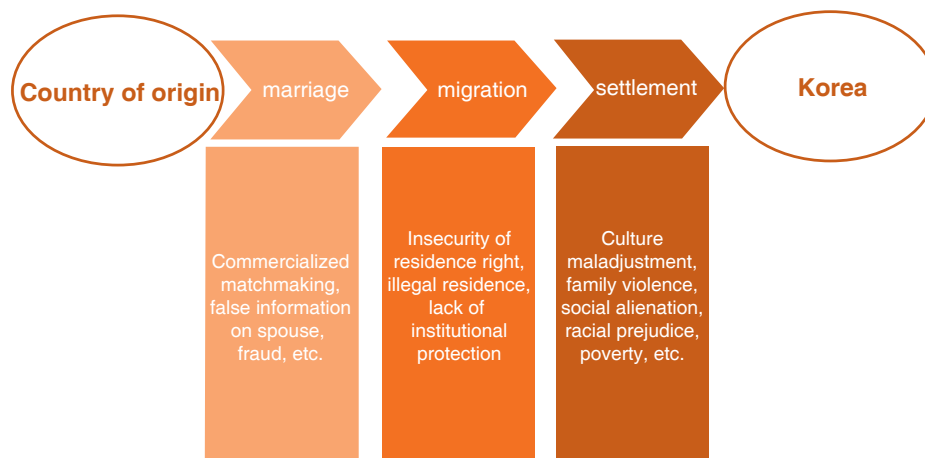 Country of origin
marriage
migration
settlement
Korea
Commercialized
matchmaking,
false information
on spouse,
fraud, etc.
Insecurity of
residence right,
illegal residence,
lack of
institutional
protection
Culture
maladjustment,
family violence,
social alienation,
racial prejudice,
poverty, etc.